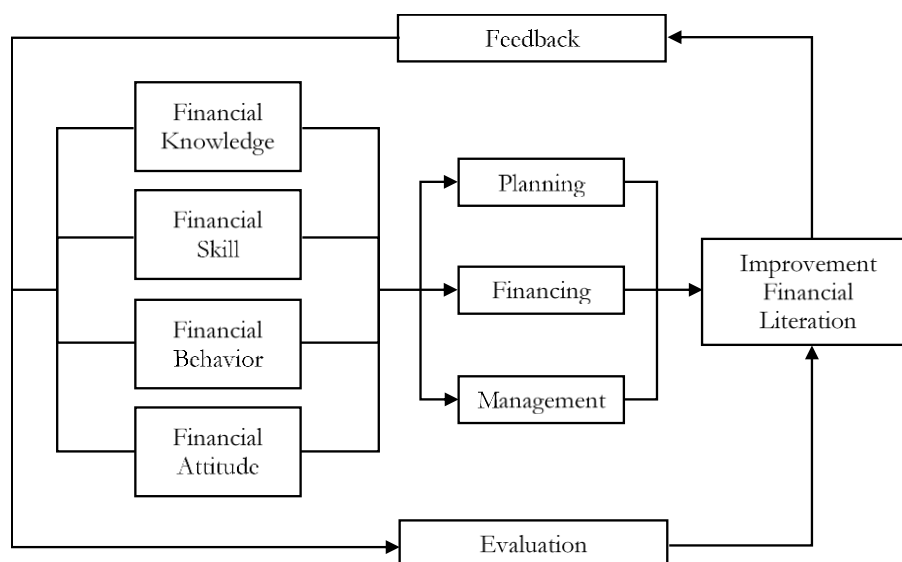 Feedback
Financial
Knowledge
Financial
Skill
Financial
Behavior
Financial
Attitude
Planning
Financing
Management
Improvement
Financial
Literation
Evaluation